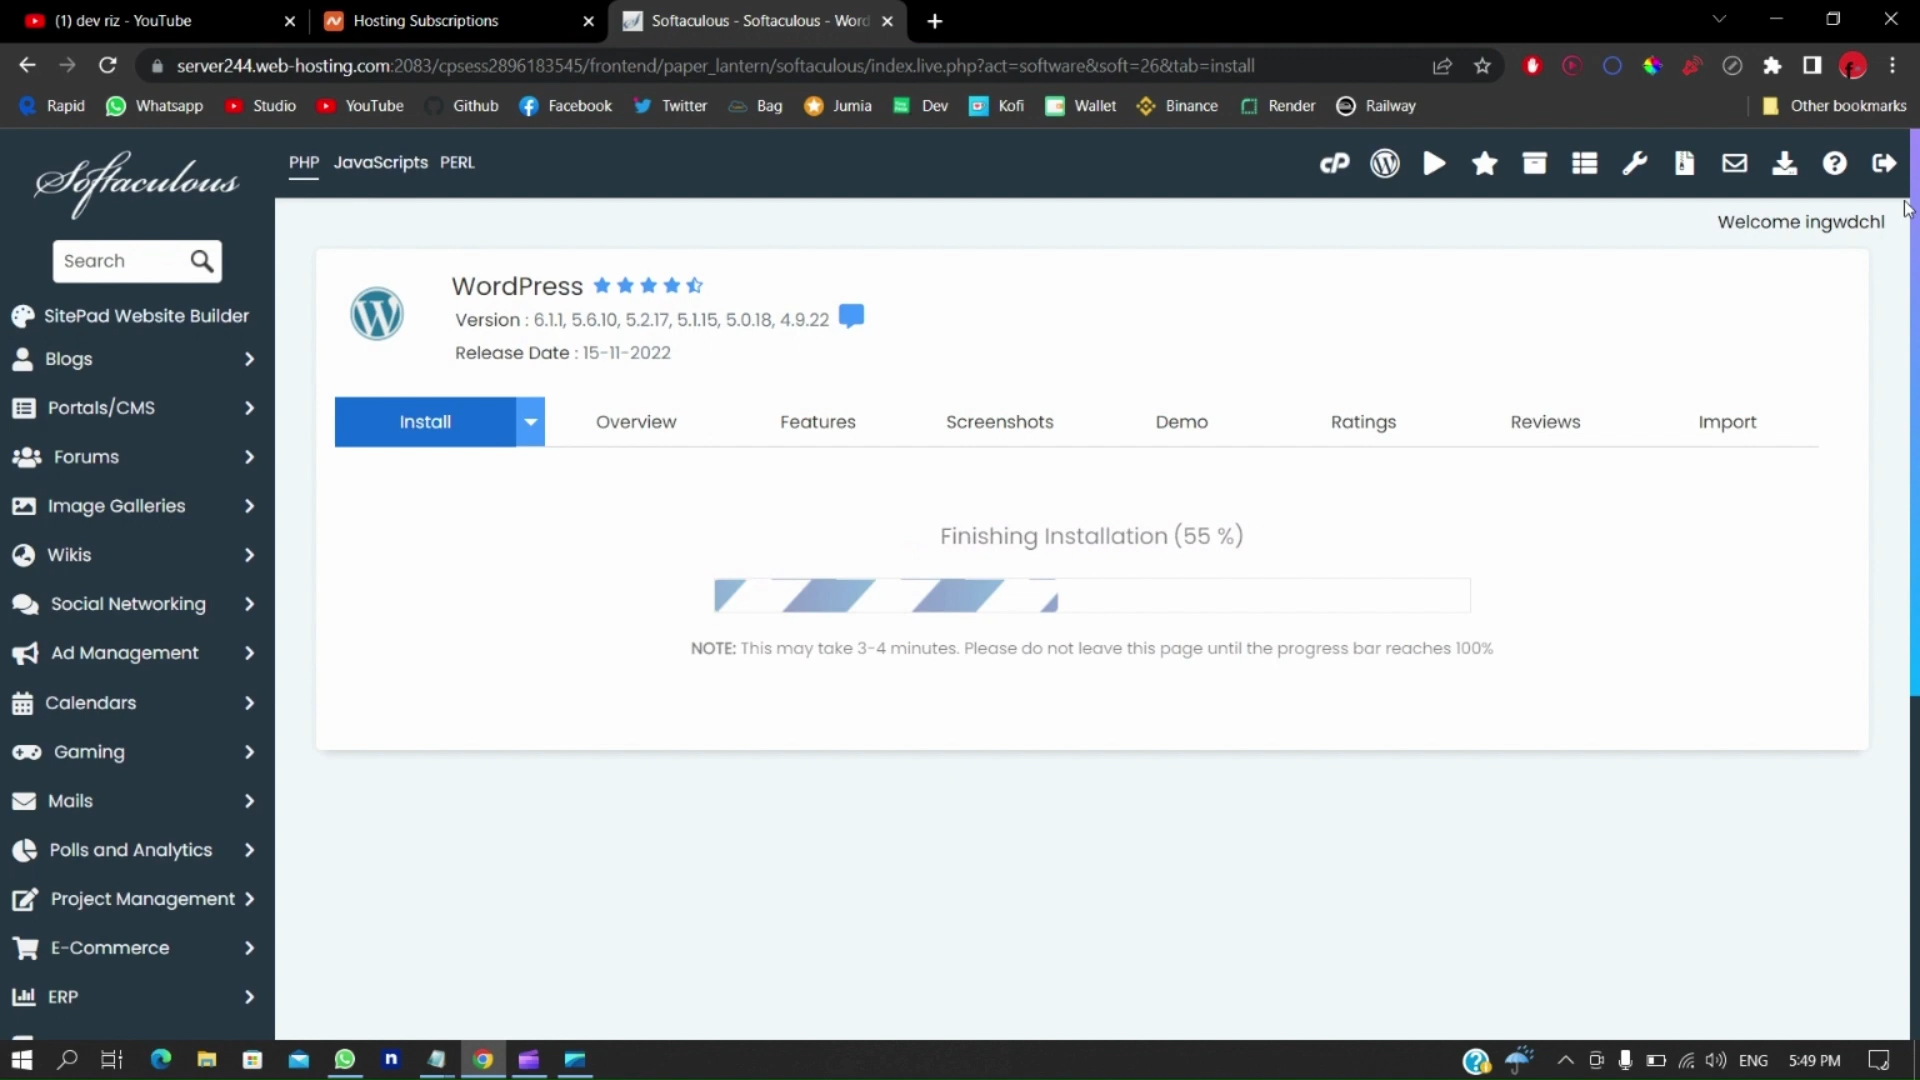 (1) dev riz - YouTube
Hosting Subscriptions
Softaculous - Softaculous - Word
server244.web-hosting.com:2083/cpsess2896183545/frontend/paper_lantern/softaculous/index.live.php?act=software&soft=26&tab=install
Rapid
Whatsapp
Studio
YouTube
Github
Facebook
Twitter
Bag
Jumia
Dev
Kofi
Wallet
Binance
Render
Railway
Other bookmarks
Softaculous
PHP
JavaScripts
PERL
cP
Welcome ingwdchl
Search
SitePad Website Builder
Blogs
Portals/CMS
Forums
Image Galleries
Wikis
Social Networking
Ad Management
Calendars
Gaming
Mails
Polls and Analytics
Project Management
E-Commerce
ERP
WordPress
Version : 6.1.1, 5.6.10, 5.2.17, 5.1.15, 5.0.18, 4.9.22
Release Date : 15-11-2022
Install
Overview
Features
Screenshots
Demo
Ratings
Reviews
Import
Finishing Installation (55 %)
NOTE: This may take 3-4 minutes. Please do not leave this page until the progress bar reaches 100%
ENG
5:49 PM